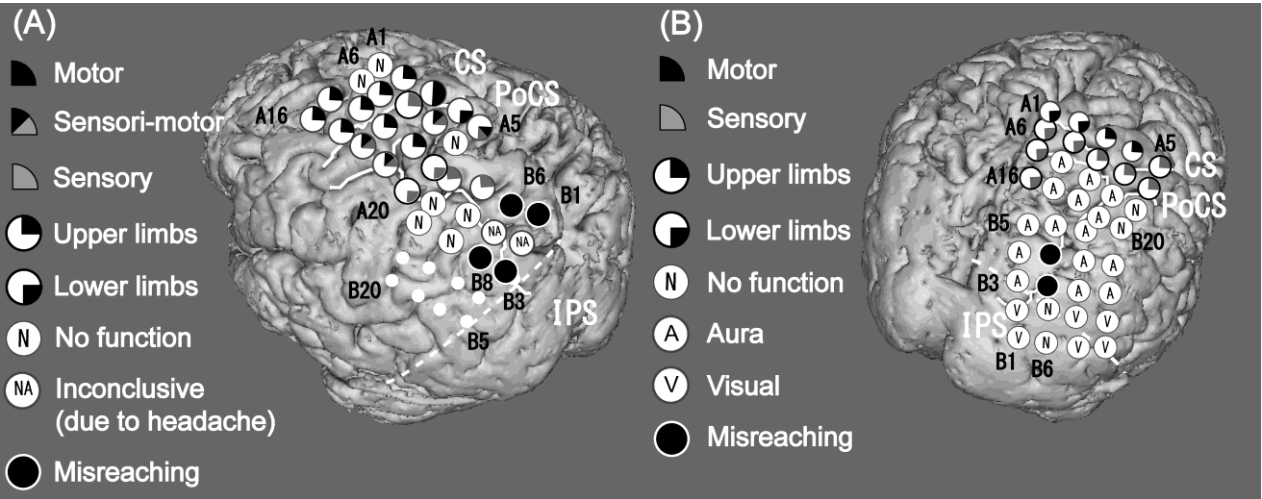 (A)
Motor
Sensori-motor
Sensory
Upper limbs
Lower limbs
N No function
NA Inconclusive
(due to headache)
Misreaching
A1
A6
N
N
CS
PoCS
A16
A5
N
B6
B1
A20
N
N
N
N
NA
NA
B20
B8
B3
B5
IPS
(B)
Motor
Sensory
Upper limbs
Lower limbs
N No function
A Aura
V Visual
Misreaching
A1
A6
A5
CS
A16
A
A
A
A
A
A
N
PoCS
B5
A
A
A
A
N
B20
A
A
A
B3
A
A
A
IPS
V
N
V
V
V
N
V
V
B1
B6